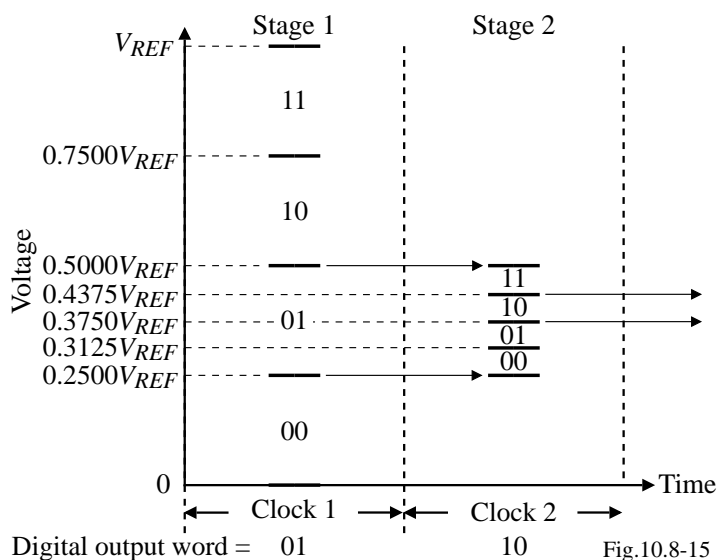 Stage 1 Stage 2
VREF
11
0.7500VREF
10
0.5000VREF
11
0.4375VREF
10
Voltage
0.3750VREF
01
01
0.3125VREF
00
0.2500VREF
00
0
Time
Clock 1 Clock 2
Digital output word = 01 10 Fig.10.8-15